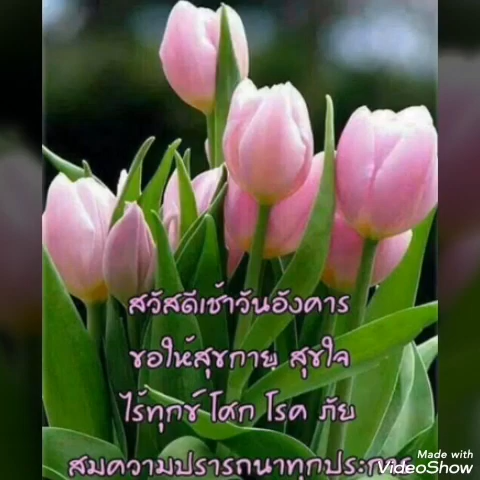 สวัสดีเช้าวันอังคาร
ขอให้สุขกาย สุขใจ
ไร้ทุกข์ โศก โรค ภัย
สมความปรารถนาทุกประการ
Made with
VideoShow